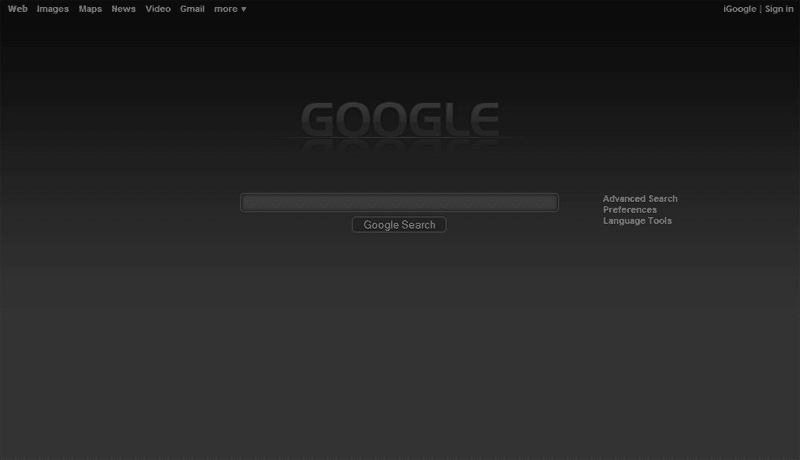 Web Images Maps News Video Gmail more ▼
iGoogle | Sign in
GOOGLE
Advanced Search
Preferences
Language Tools
Google Search